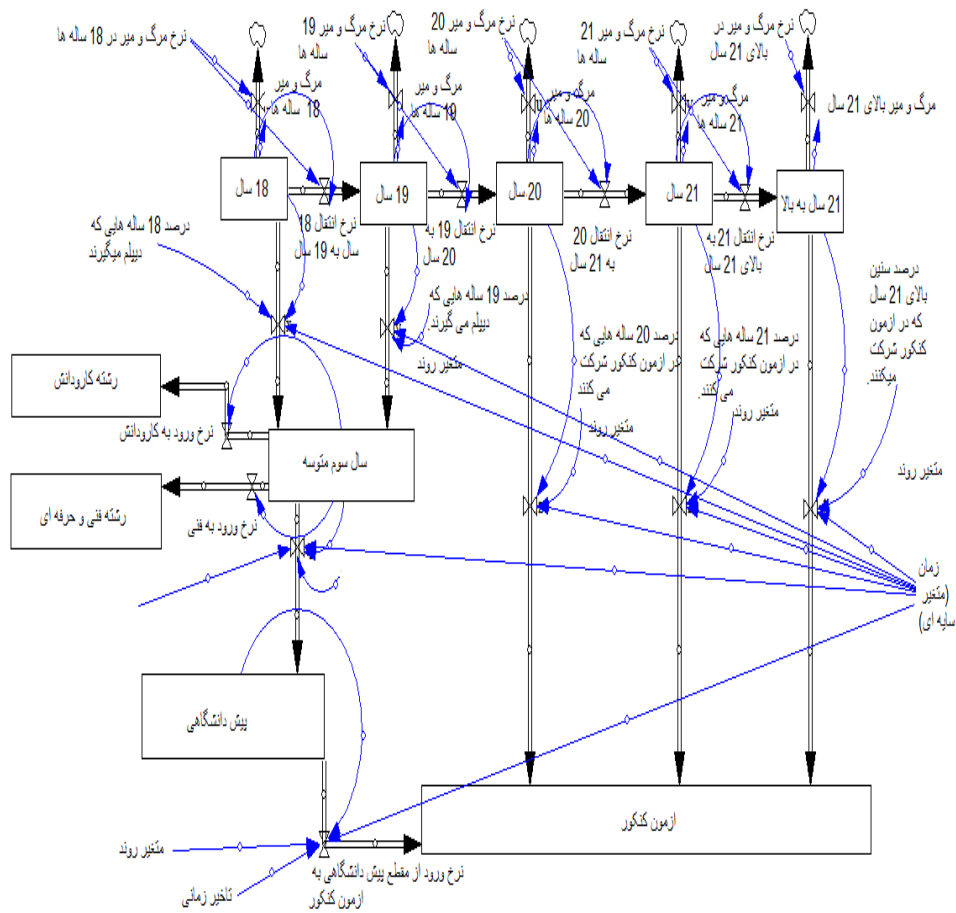 نرخ مرگ و میر در 18 ساله ها
نرخ مرگ و میر 19
ساله ها
نرخ مرگ و میر 20
ساله ها
نرخ مرگ و میر 21
ساله ها
نرخ مرگ و میر در
بالای 21 سال
مرگ و میر
18 ساله ها
مرگ و میر
19 ساله ها
مرگ و میر
20 ساله ها
مرگ و میر
21 ساله ها
مرگ و میر بالای 21 سال
18 سال
19 سال
20 سال
21 سال
21 سال به بالا
نرخ انتقال 18
سال به 19 سال
نرخ انتقال 19 به
20 سال
نرخ انتقال 20
به 21 سال
نرخ انتقال 21 به
بالای 21 سال
درصد 18 ساله هایی که
دیپلم میگیرند
درصد 19 ساله هایی که
دیپلم می گیرند.
متغیر روند
درصد 20 ساله هایی که
در ازمون کنکور شرکت
می کنند
متغیر روند
درصد 21 ساله هایی که
در ازمون کنکور شرکت
می کنند.
متغیر روند
درصد سنین
بالای 21 سال
که در ازمون
کنکور شرکت
میکنند.
متغیر روند
رشته کارودانش
نرخ ورود به کارودانش
سال سوم متوسه
رشته فنی و حرفه ای
نرخ ورود به فنی
زمان
(متغیر
سایه ای)
پیش دانشگاهی
ازمون کنکور
متغیر روند
تاخیر زمانی
نرخ ورود از مقطع پیش دانشگاهی به
ازمون کنکور